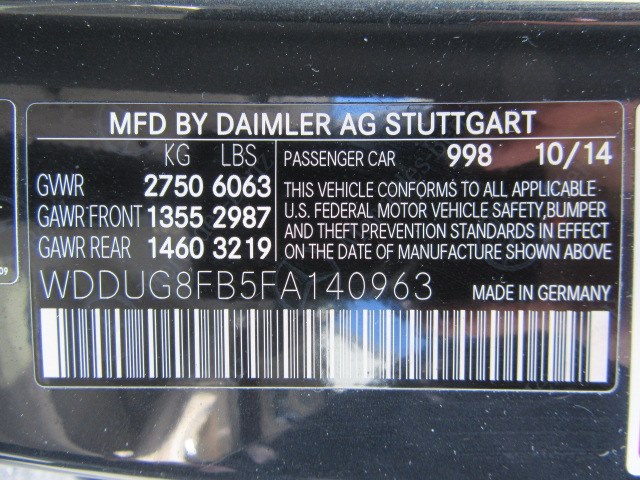 MFD BY DAIMLER AG STUTTGART
KG LBS
GVWR 2750 6063
GAWR FRONT 1355 2987
GAWR REAR 1460 3219
PASSENGER CAR 998 10/14
THIS VEHICLE CONFORMS TO ALL APPLICABLE
U.S. FEDERAL MOTOR VEHICLE SAFETY,BUMPER
AND THEFT PREVENTION STANDARDS IN EFFECT
ON THE DATE OF MANUFACTURE SHOWN ABOVE
WDDUG8FB5FA140963 MADE IN GERMANY
09